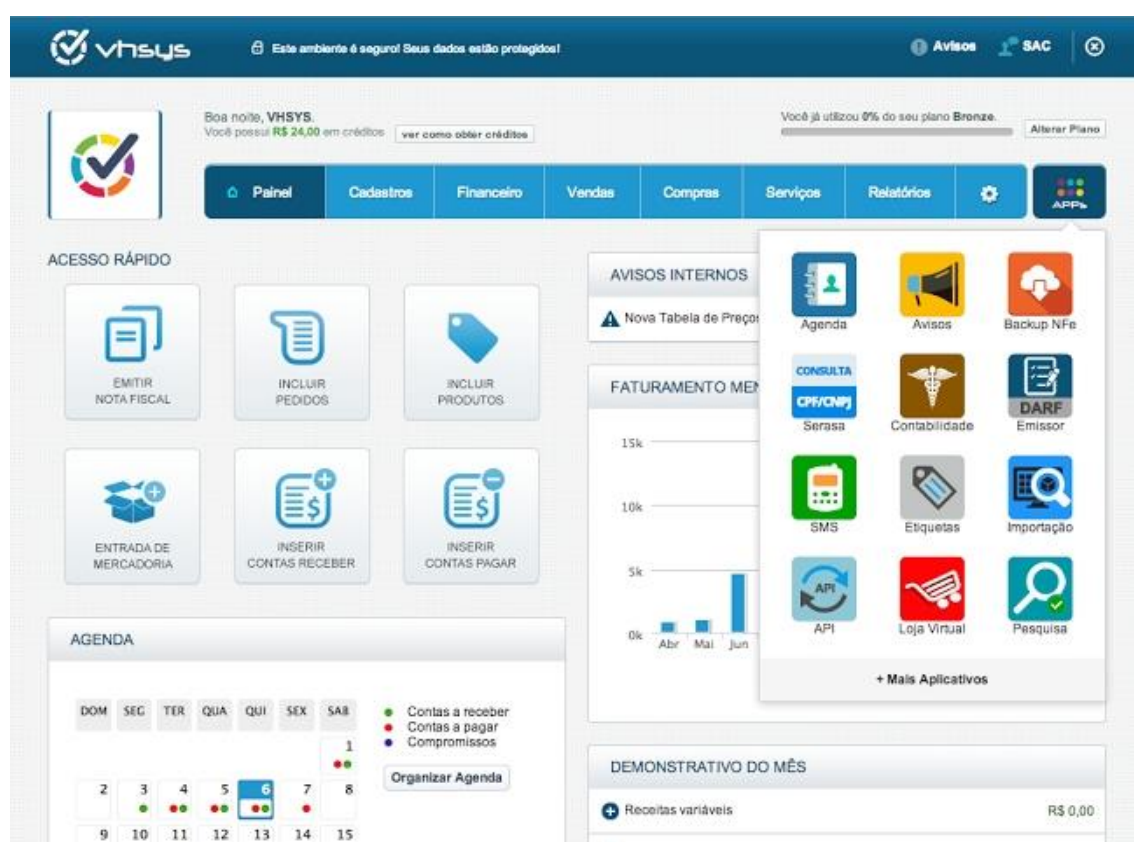 vhsys
Este ambiente é seguro! Seus dados estão protegidos!
Avisos
SAC
Boa noite, VHSYS.
Você possui R$ 24,00 em créditos
ver como obter créditos
Você já utilizou 0% do seu plano Bronze.
Alterar Plano
Painel
Cadastros
Financeiro
Vendas
Compras
Serviços
Relatórios
APPs
ACESSO RÁPIDO
EMITIR
NOTA FISCAL
INCLUIR
PEDIDOS
INCLUIR
PRODUTOS
ENTRADA DE
MERCADORIA
INSERIR
CONTAS RECEBER
INSERIR
CONTAS PAGAR
AVISOS INTERNOS
Nova Tabela de Preços
FATURAMENTO MEN
15k
10k
5k
0k
Abr Mai Jun
Agenda
Avisos
Backup NFe
CONSULTA
CPF/CNPJ
Serasa
Contabilidade
DARF
Emissor
SMS
Etiquetas
Importação
API
API
Loja Virtual
Pesquisa
+ Mais Aplicativos
AGENDA
DOM SEG TER QUA QUI SEX SAB
1
2 3 4 5 6 7 8
9 10 11 12 13 14 15
Contas a receber
Contas a pagar
Compromissos
Organizar Agenda
DEMONSTRATIVO DO MÊS
Receitas variáveis
R$ 0,00